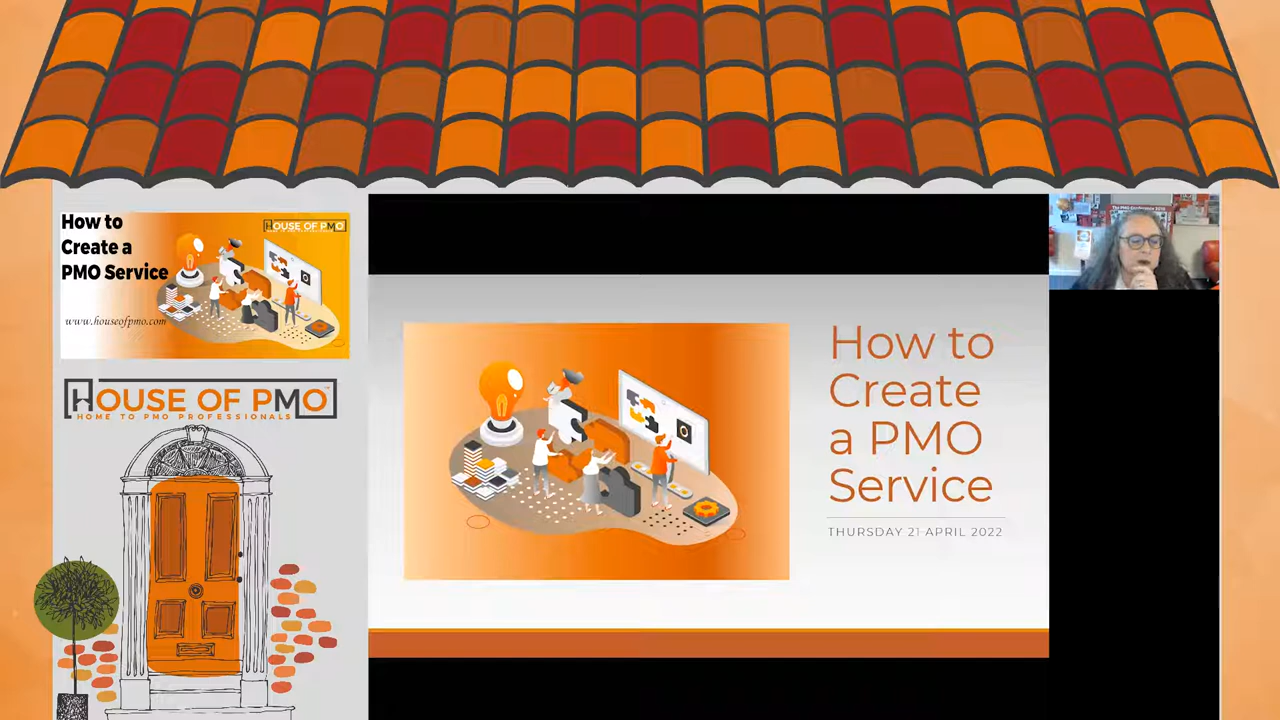 How to
Create a
PMO Service
HOUSE OF PMO
www.houseofpmo.com
HOUSE OF PMO
HOME TO PMO PROFESSIONALS
How to
Create
a PMO
Service
THURSDAY 21 APRIL 2022